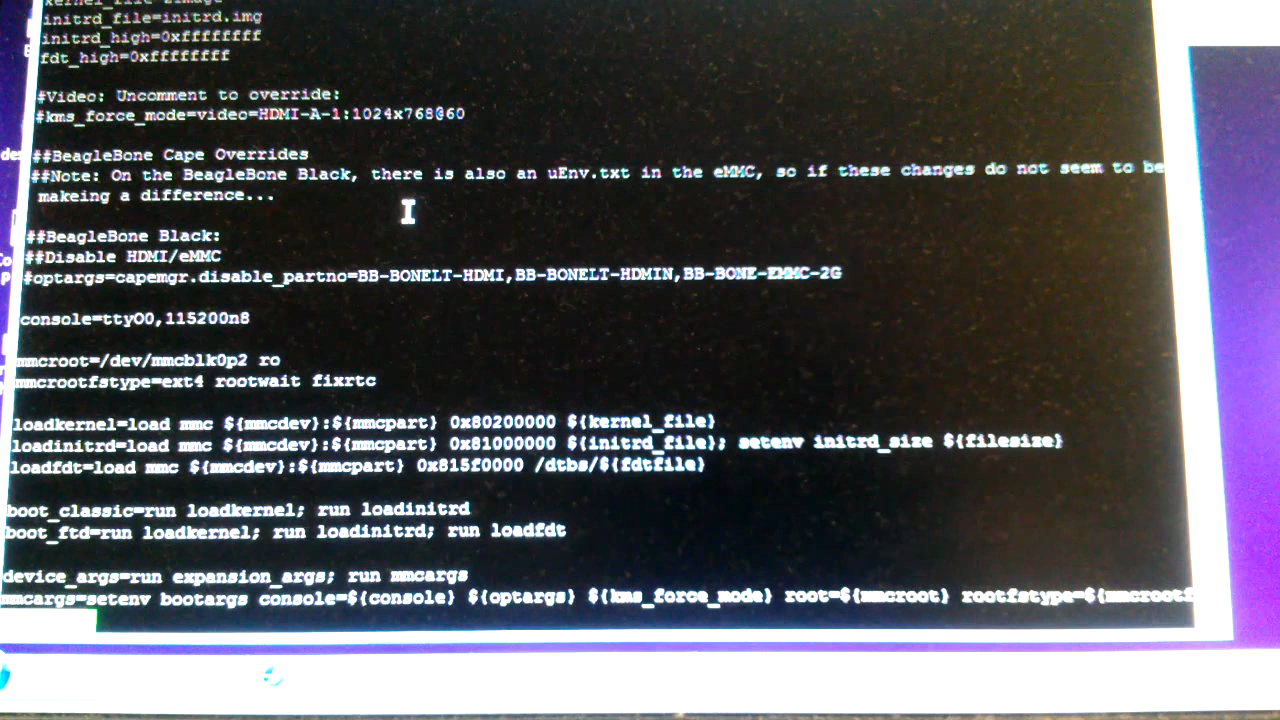 initrd_file=initrd.img
initrd_high=0xffffffff
fdt_high=0xffffffff
#Video: Uncomment to override:
#kms_force_mode=video=HDMI-A-1:1024x768@60
##BeagleBone Cape Overrides
##Note: On the BeagleBone Black, there is also an uEnv.txt in the eMMC, so if these changes do not seem to be
makeing a difference...
##BeagleBone Black:
##Disable HDMI/eMMC
#optargs=capemgr.disable_partno=BB-BONELT-HDMI,BB-BONELT-HDMIN,BB-BONE-EMMC-2G
console=ttyO0,115200n8
mmcroot=/dev/mmcblk0p2 ro
mmcrootfstype=ext4 rootwait fixrtc
loadkernel=load mmc ${mmcdev}:${mmcpart} 0x80200000 ${kernel_file}
loadinitrd=load mmc ${mmcdev}:${mmcpart} 0x81000000 ${initrd_file}; setenv initrd_size ${filesize}
loadfdt=load mmc ${mmcdev}:${mmcpart} 0x815f0000 /dtbs/${fdtfile}
boot_classic=run loadkernel; run loadinitrd
boot_ftd=run loadkernel; run loadinitrd; run loadfdt
device_args=run expansion_args; run mmcargs
mmcargs=setenv bootargs console=${console} ${optargs} ${kms_force_mode} root=${mmcroot} rootfstype=${mmcrootf